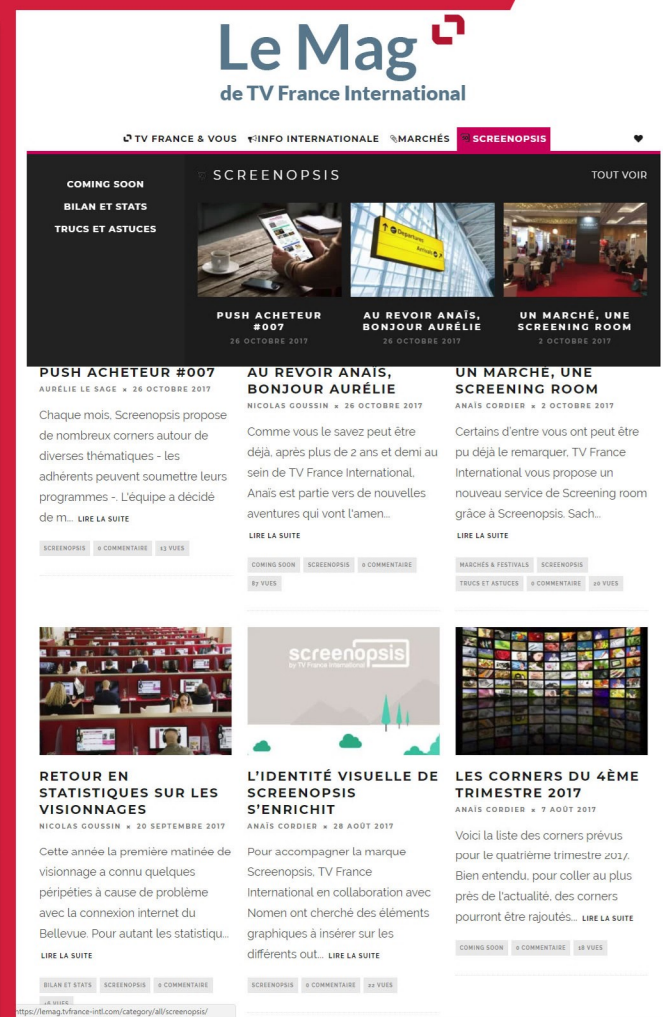 Le Mag
de TV France International
TV FRANCE & VOUS INFO INTERNATIONALE MARCHÉS SCREENOPSIS
COMING SOON
BILAN ET STATS
TRUCS ET ASTUCES
SCREENOPSIS
TOUT VOIR
Departures
Arrivals
PUSH ACHETEUR
#007
26 OCTOBRE 2017
AU REVOIR ANAÏS,
BONJOUR AURÉLIE
26 OCTOBRE 2017
UN MARCHÉ, UNE
SCREENING ROOM
2 OCTOBRE 2017
PUSH ACHETEUR #007
AURÉLIE LE SAGE × 26 OCTOBRE 2017
Chaque mois, Screenopsis propose
de nombreux corners autour de
diverses thématiques - les
adhérents peuvent soumettre leurs
programmes -. L'équipe a décidé
de m... LIRE LA SUITE
SCREENOPSIS 0 COMMENTAIRE 13 VUES
AU REVOIR ANAÏS,
BONJOUR AURÉLIE
NICOLAS GOUSSIN × 26 OCTOBRE 2017
Comme vous le savez peut être
déjà, après plus de 2 ans et demi au
sein de TV France International,
Anaïs est partie vers de nouvelles
aventures qui vont l'amen...
LIRE LA SUITE
COMING SOON SCREENOPSIS 0 COMMENTAIRE
87 VUES
UN MARCHÉ, UNE
SCREENING ROOM
ANAÏS CORDIER × 2 OCTOBRE 2017
Certains d'entre vous ont peut être
pu déjà le remarquer, TV France
International vous propose un
nouveau service de Screening room
grâce à Screenopsis. Sach...
LIRE LA SUITE
MARCHÉS & FESTIVALS SCREENOPSIS
TRUCS ET ASTUCES 0 COMMENTAIRE 20 VUES
RETOUR EN
STATISTIQUES SUR LES
VISIONNAGES
NICOLAS GOUSSIN × 20 SEPTEMBRE 2017
Cette année la première matinée de
visionnage a connu quelques
péripéties à cause de problème
avec la connexion internet du
Bellevue. Pour autant les statistiqu...
LIRE LA SUITE
BILAN ET STATS SCREENOPSIS 0 COMMENTAIRE
16 VUES
screenopsis
by TV France International
L'IDENTITÉ VISUELLE DE
SCREENOPSIS
S'ENRICHIT
ANAÏS CORDIER × 28 AOÛT 2017
Pour accompagner la marque
Screenopsis, TV France
International en collaboration avec
Nomen ont cherché des éléments
graphiques à insérer sur les
différents out... LIRE LA SUITE
SCREENOPSIS 0 COMMENTAIRE 22 VUES
LES CORNERS DU 4ÈME
TRIMESTRE 2017
ANAÏS CORDIER × 7 AOÛT 2017
Voici la liste des corners prévus
pour le quatrième trimestre 2017.
Bien entendu, pour coller au plus
près de l'actualité, des corners
pourront être rajoutés... LIRE LA SUITE
COMING SOON 0 COMMENTAIRE 18 VUES
https://lemag.tvfrance-intl.com/category/all/screenopsis/